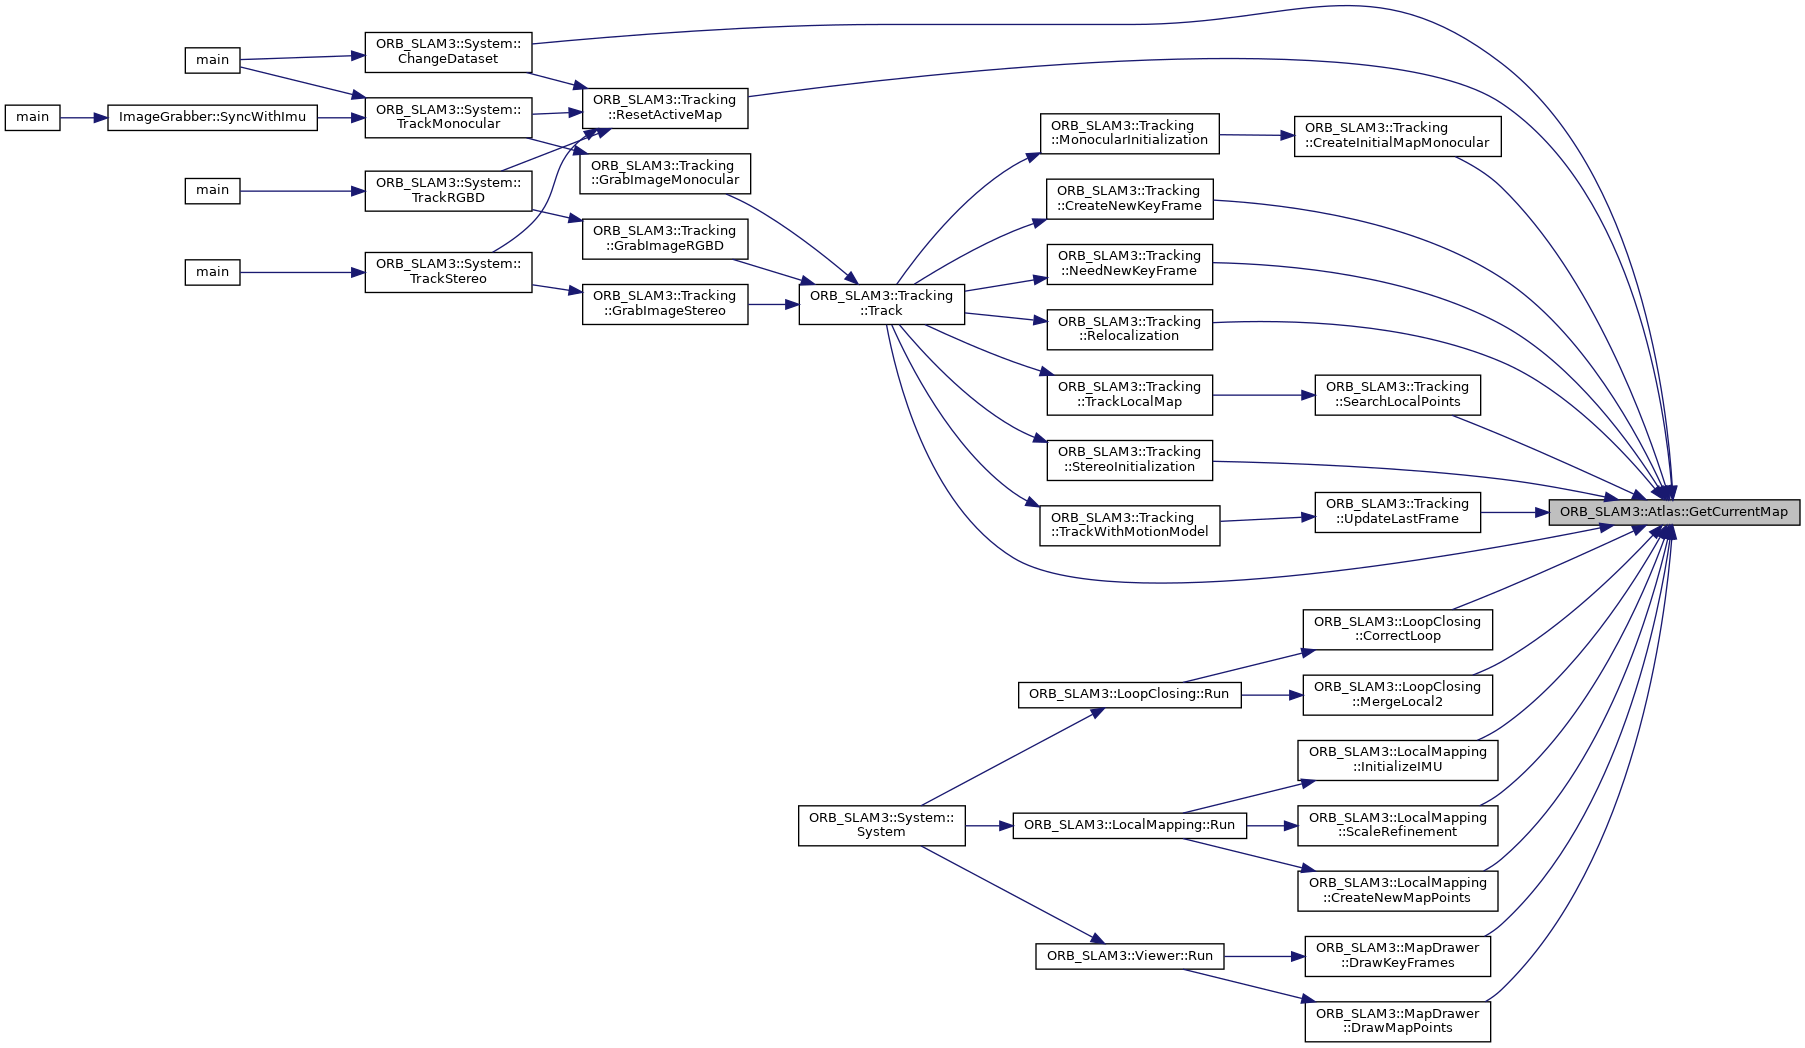 main
ORB_SLAM3::System::
ChangeDataset
ORB_SLAM3::Tracking
::ResetActiveMap
main
ImageGrabber::SyncWithImu
ORB_SLAM3::System::
TrackMonocular
ORB_SLAM3::Tracking
::GrabImageMonocular
main
ORB_SLAM3::System::
TrackRGBD
ORB_SLAM3::Tracking
::GrabImageRGBD
main
ORB_SLAM3::System::
TrackStereo
ORB_SLAM3::Tracking
::GrabImageStereo
ORB_SLAM3::Tracking
::Track
ORB_SLAM3::Tracking
::MonocularInitialization
ORB_SLAM3::Tracking
::CreateInitialMapMonocular
ORB_SLAM3::Tracking
::CreateNewKeyFrame
ORB_SLAM3::Tracking
::NeedNewKeyFrame
ORB_SLAM3::Tracking
::Relocalization
ORB_SLAM3::Tracking
::TrackLocalMap
ORB_SLAM3::Tracking
::SearchLocalPoints
ORB_SLAM3::Tracking
::StereoInitialization
ORB_SLAM3::Tracking
::TrackWithMotionModel
ORB_SLAM3::Tracking
::UpdateLastFrame
ORB_SLAM3::Atlas::GetCurrentMap
ORB_SLAM3::LoopClosing
::CorrectLoop
ORB_SLAM3::LoopClosing::Run
ORB_SLAM3::LoopClosing
::MergeLocal2
ORB_SLAM3::LocalMapping
::InitializeIMU
ORB_SLAM3::System::
System
ORB_SLAM3::LocalMapping::Run
ORB_SLAM3::LocalMapping
::ScaleRefinement
ORB_SLAM3::LocalMapping
::CreateNewMapPoints
ORB_SLAM3::Viewer::Run
ORB_SLAM3::MapDrawer
::DrawKeyFrames
ORB_SLAM3::MapDrawer
::DrawMapPoints